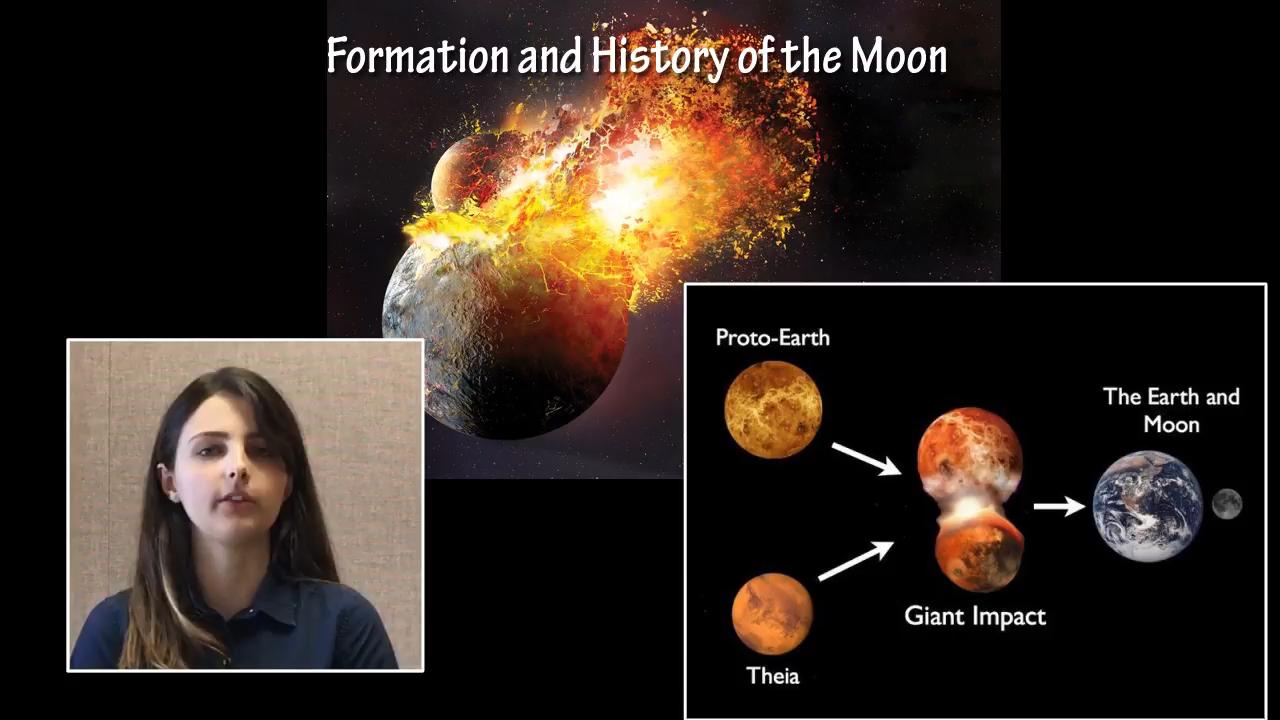 Formation and History of the Moon
Proto-Earth
The Earth and
Moon
Giant Impact
Theia